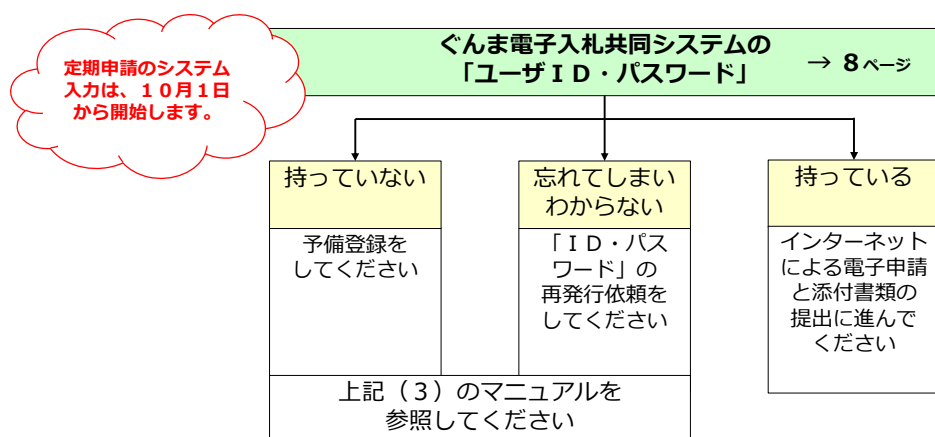 定期申請のシステム
入力は、１０月１日
から開始します。
ぐんま電子入札共同システムの
「ユーザＩＤ・パスワード」 → 8ページ
持っていない
予備登録を
してください
忘れてしまい
わからない
「ＩＤ・パス
ワード」の
再発行依頼を
してください
持っている
インターネット
による電子申請
と添付書類の
提出に進んで
ください
上記（３）のマニュアルを
参照してください